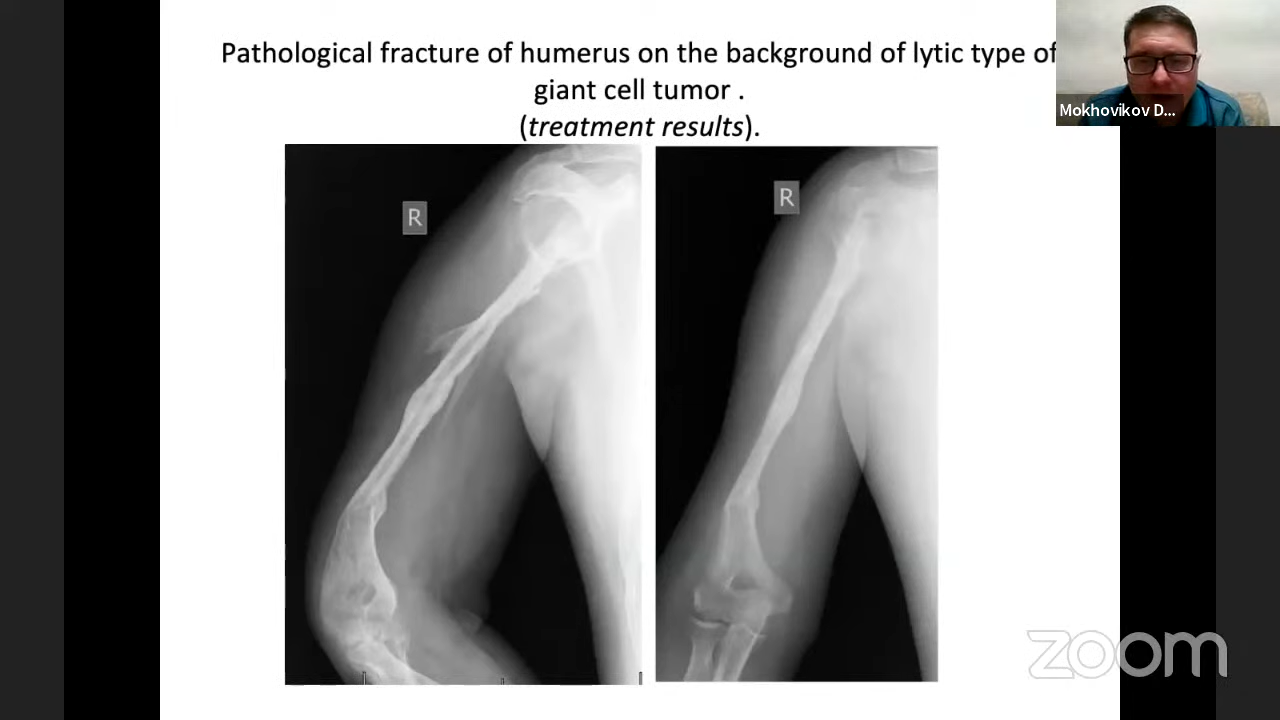 Pathological fracture of humerus on the background of lytic type of
giant cell tumor .
(treatment results).
Mokhovikov D...
R
R
zoom